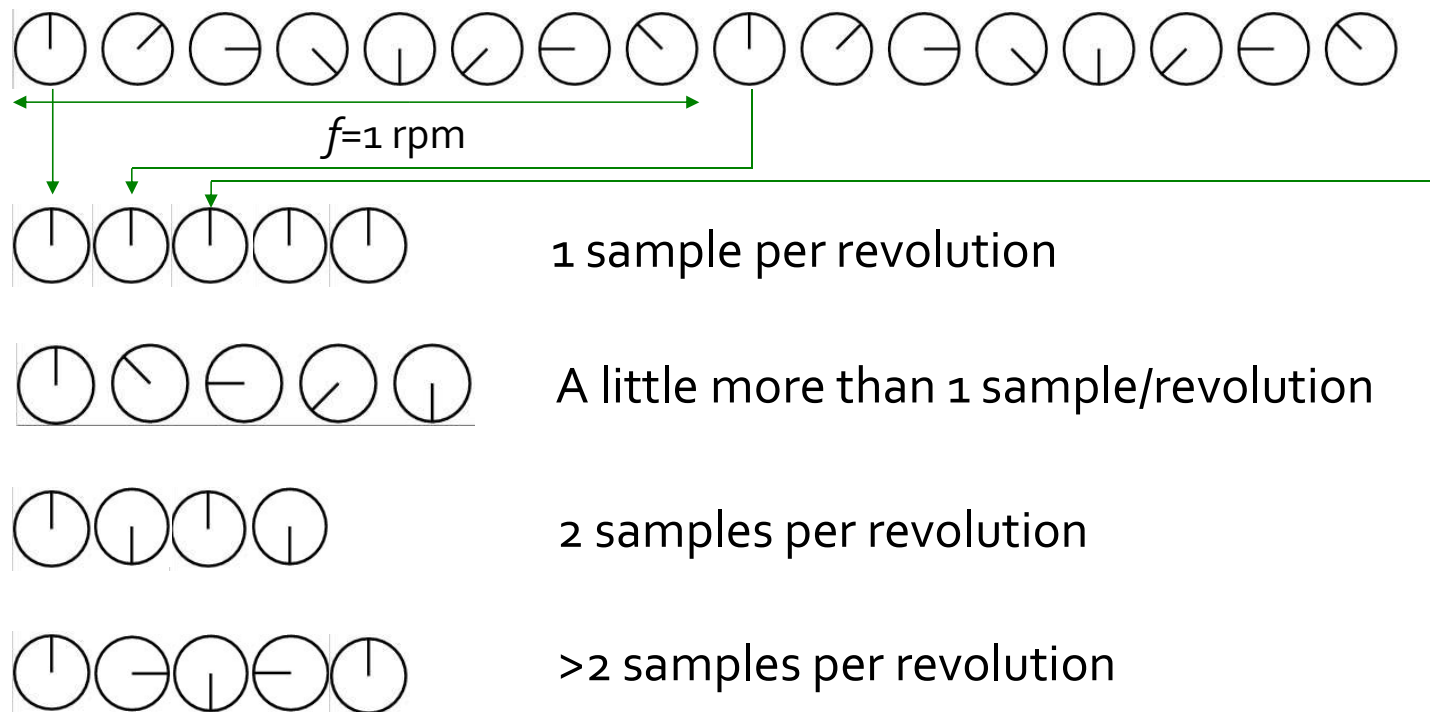 f=1 rpm
1 sample per revolution
A little more than 1 sample/revolution
2 samples per revolution
>2 samples per revolution